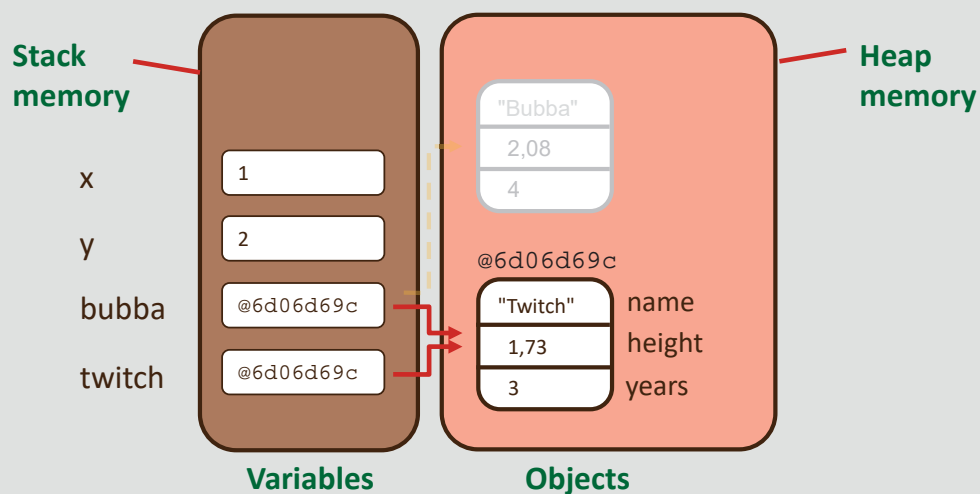 Stack
memory
Heap
memory
"Bubba"
2,08
4
x
1
y
2
@6d06d69c
bubba
@6d06d69c
"Twitch"
name
1,73
height
twitch
@6d06d69c
3
years
Variables
Objects